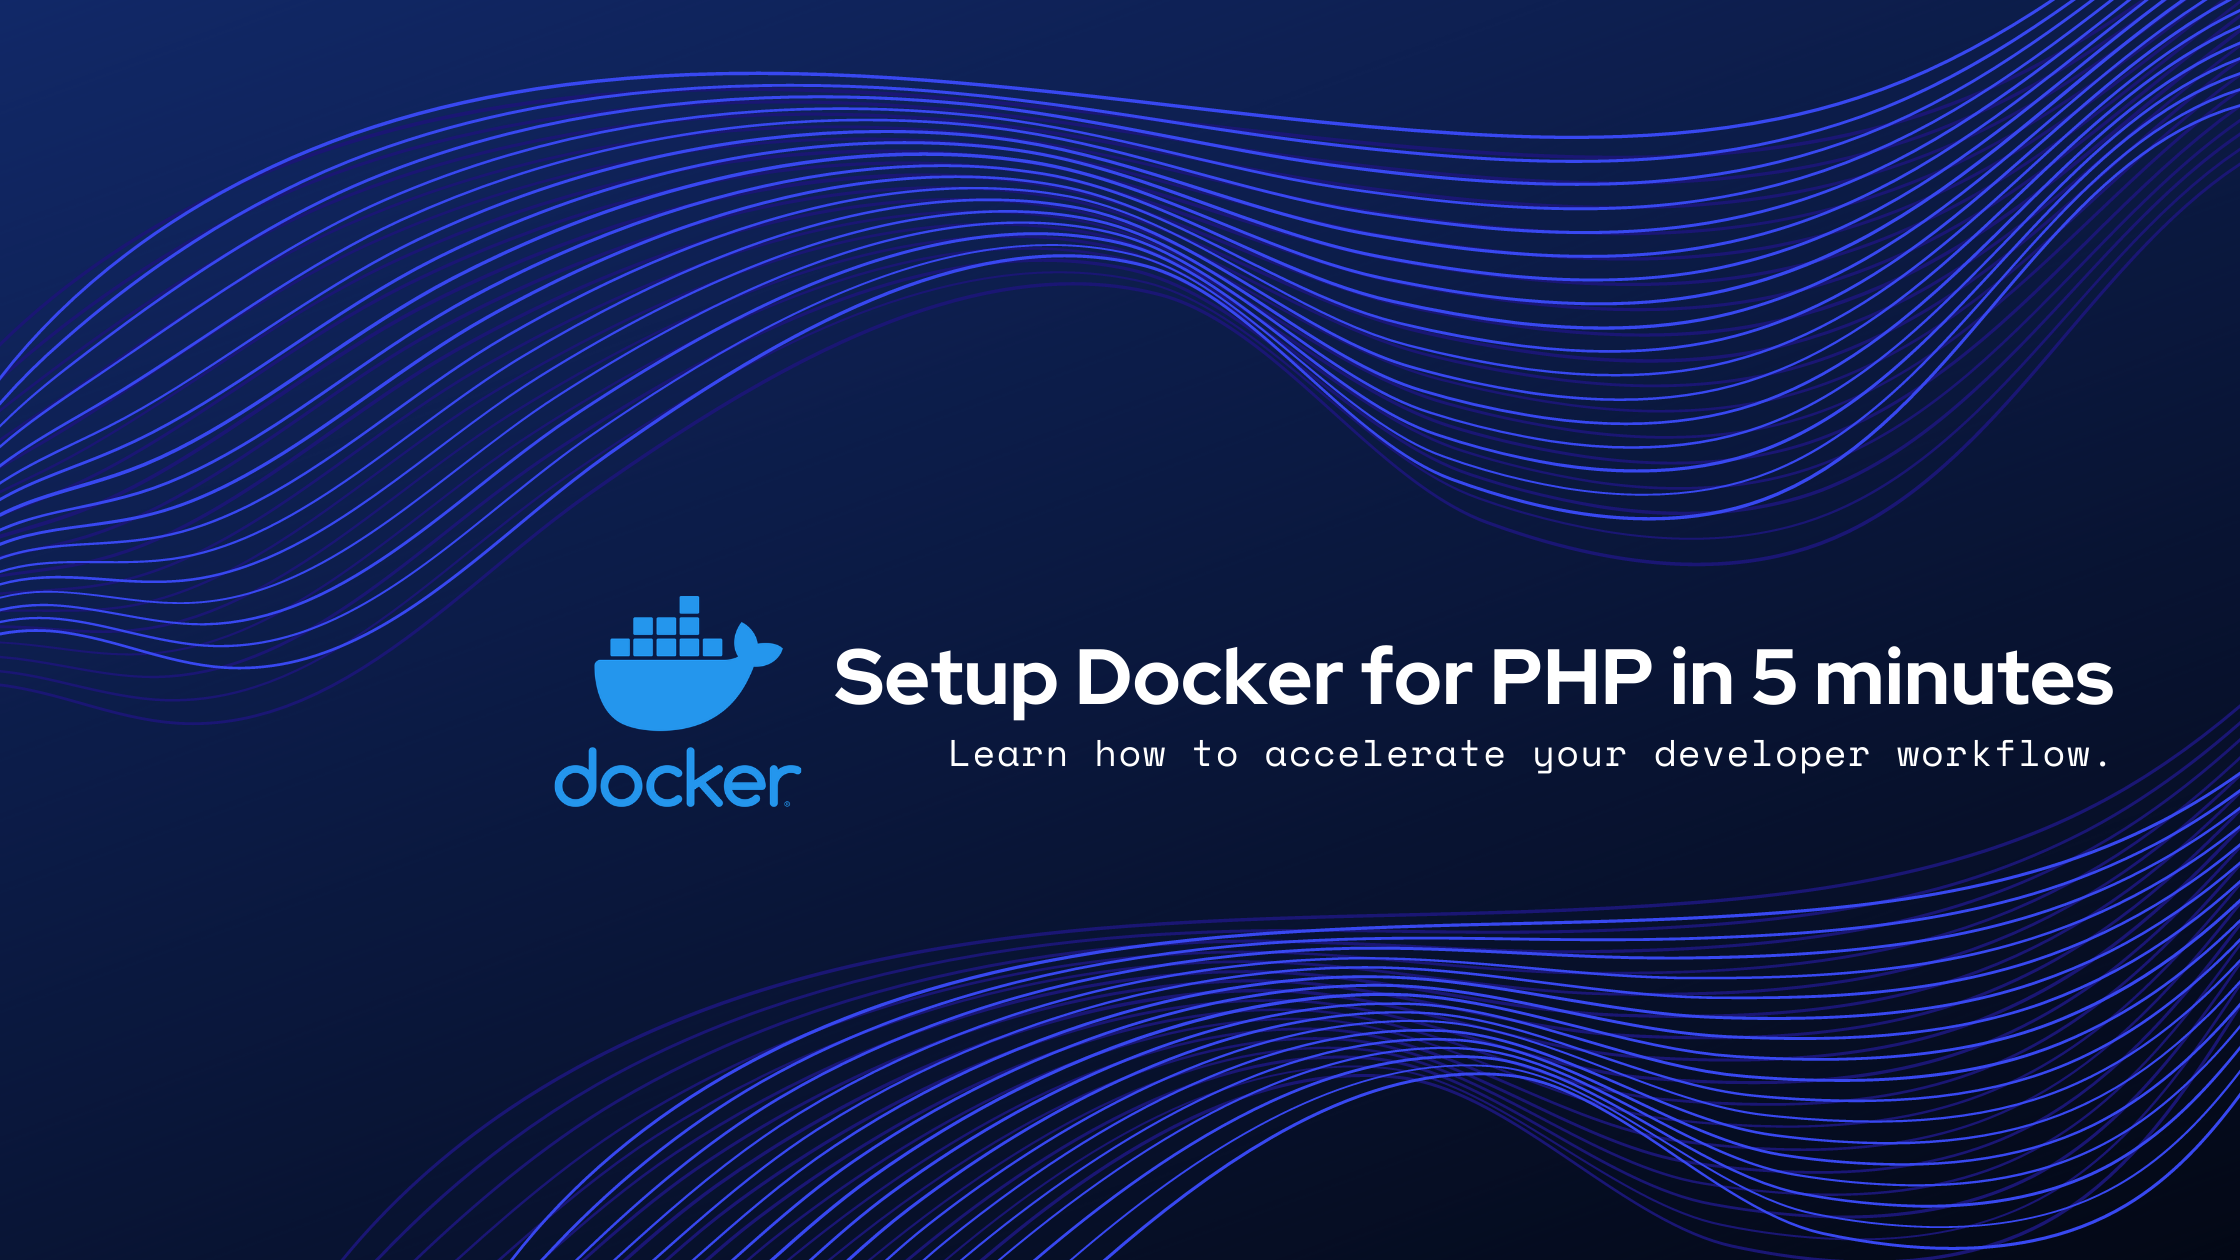 Setup Docker for PHP in 5 minutes
Learn how to accelerate your developer workflow.
docker®